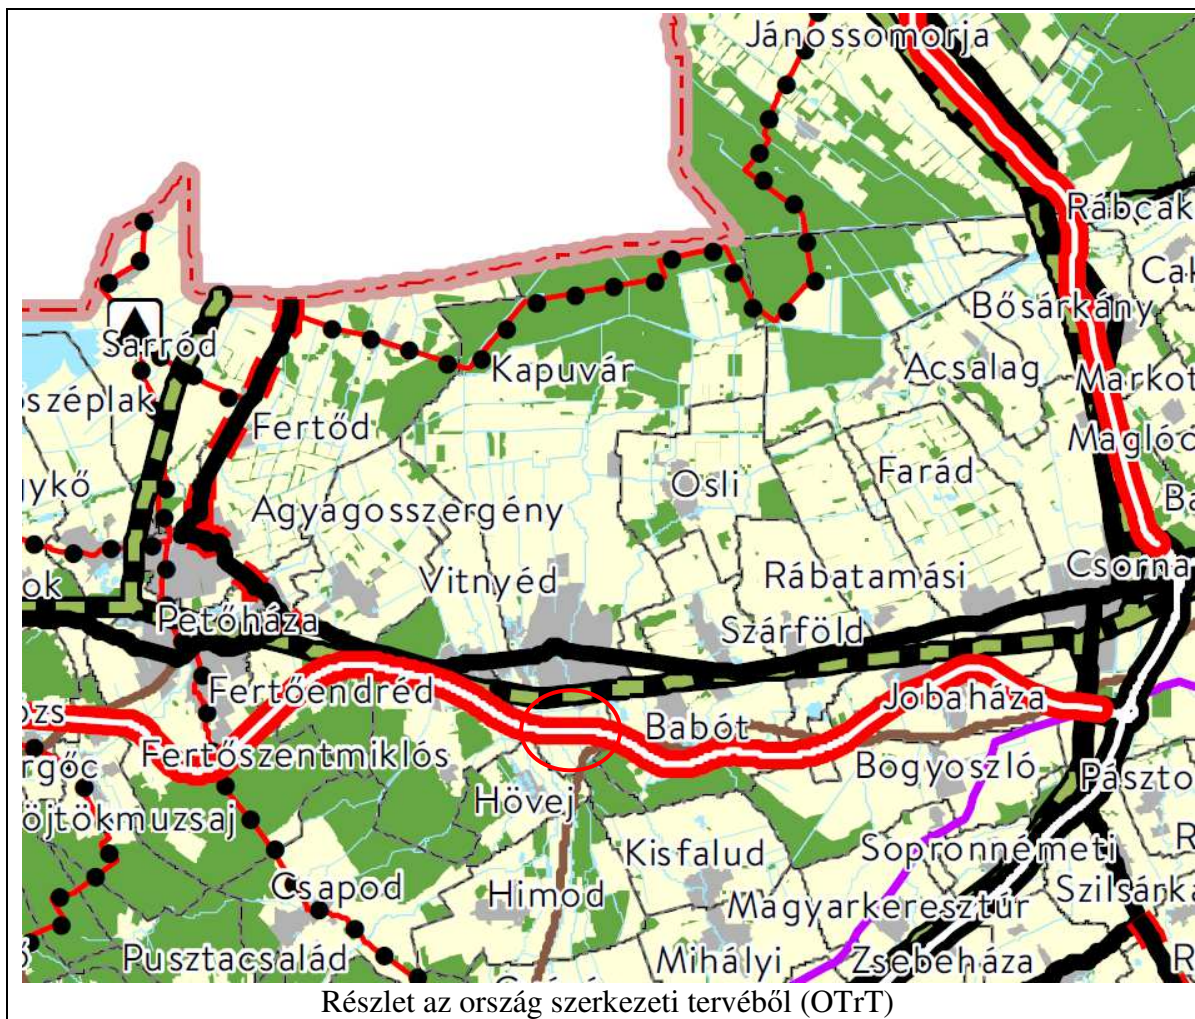 Jánossomorja
Rábcak
Cak
Bősárkány
Sarród
Kapuvár
Acsalag
Markot
őszéplak
Fertőd
Maglóc
Farád
Osli
ykő
Agyagosszergény
Ba
Csorna
Vitnyéd
Rábatamási
ok
Petőháza
Szárföld
Fertőendréd
Jobaháza
ózs
Babót
Fertőszentmiklós
Bogyoszló
Pászto
rgőc
Hövej
öjtökmuzsaj
Kisfalud
Sopronnémeti
R
Csapod
Himod
Magyarkeresztúr
Szilsárka
Pusztacsalád
Mihályi
Zsebeháza
R
Részlet az ország szerkezeti tervéből (OTrT)